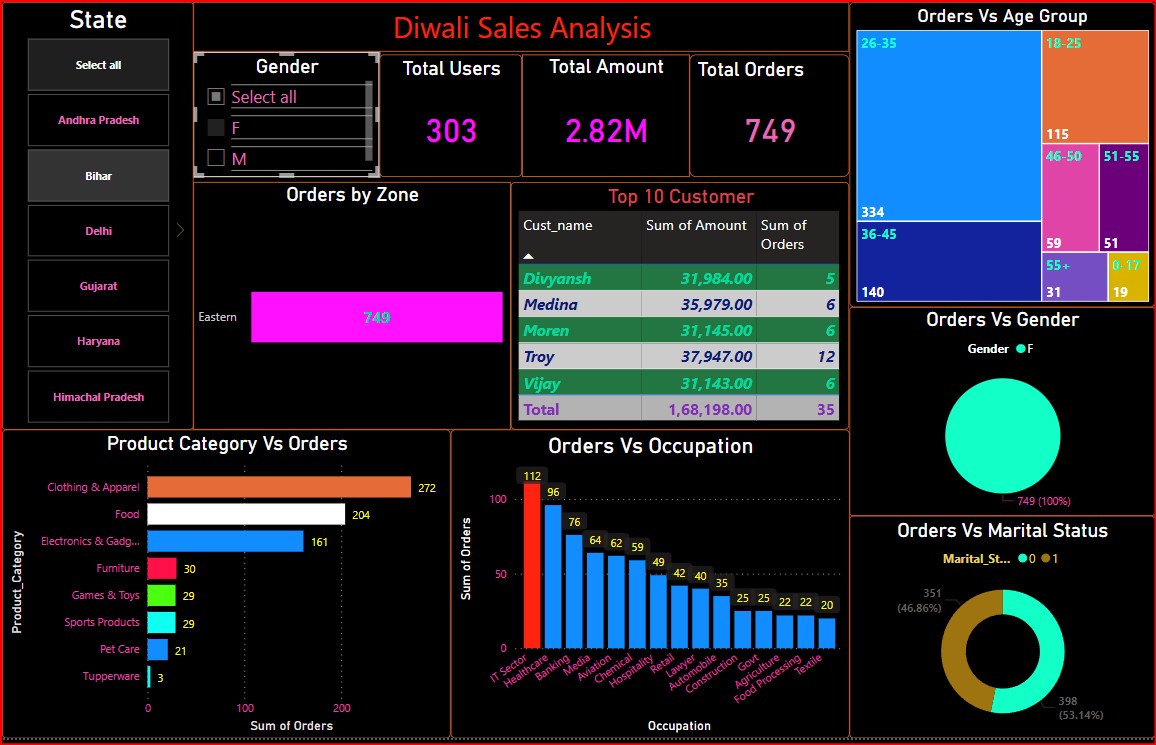 State
Select all
Andhra Pradesh
Bihar
Delhi
Gujarat
Haryana
Himachal Pradesh
Diwali Sales Analysis
Gender
Select all
F
M
Total Users
303
Total Amount
2.82M
Total Orders
749
Orders by Zone
Eastern
749
Top 10 Customer
Cust_name Sum of Amount Sum of Orders
Divyansh 31,984.00 5
Medina 35,979.00 6
Moren 31,145.00 6
Troy 37,947.00 12
Vijay 31,143.00 6
Total 1,68,198.00 35
Orders Vs Age Group
26-35
334
36-45
140
18-25
115
46-50
59
51-55
51
55+
31
0-17
19
Orders Vs Gender
Gender F
749 (100%)
Orders Vs Marital Status
Marital_St... 0 1
351
(46.86%)
398
(53.14%)
Product Category Vs Orders
Product_Category
Clothing & Apparel 272
Food 204
Electronics & Gadg... 161
Furniture 30
Games & Toys 29
Sports Products 29
Pet Care 21
Tupperware 3
0 100 200
Sum of Orders
Orders Vs Occupation
Sum of Orders
100
50
0
112 96 76 64 62 59 49 42 40 35 25 25 22 22 20
IT Sector
Healthcare
Banking
Media
Aviation
Chemical
Hospitality
Retail
Lawyer
Automobile
Construction
Govt
Agriculture
Food Processing
Textile
Occupation